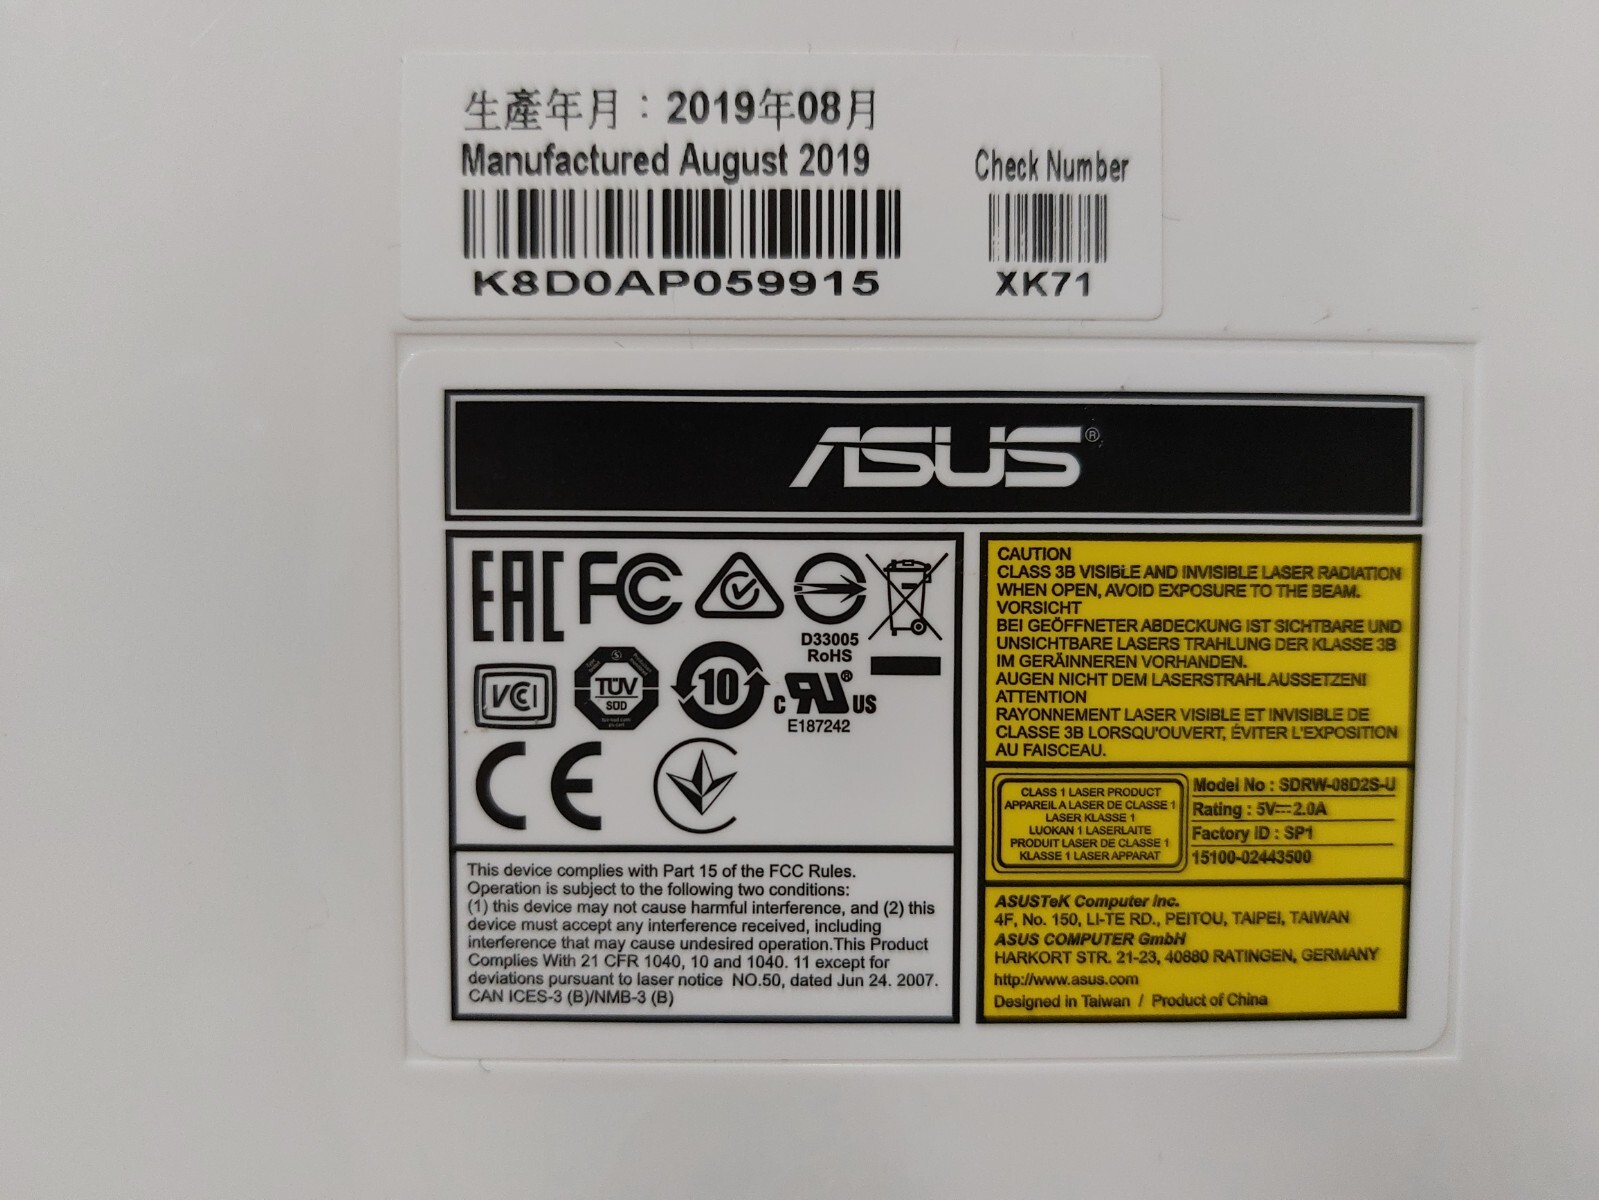 生產年月：2019年08月
Manufactured August 2019
K8D0AP059915
Check Number
XK71
ASUS®
EAC FC
D33005
RoHS
VCCI
TÜV
SÜD
10
c RU® US
E187242
CE
This device complies with Part 15 of the FCC Rules.
Operation is subject to the following two conditions:
(1) this device may not cause harmful interference, and (2) this
device must accept any interference received, including
interference that may cause undesired operation.This Product
Complies With 21 CFR 1040, 10 and 1040. 11 except for
deviations pursuant to laser notice NO.50, dated Jun 24. 2007.
CAN ICES-3 (B)/NMB-3 (B)
CAUTION
CLASS 3B VISIBLE AND INVISIBLE LASER RADIATION
WHEN OPEN, AVOID EXPOSURE TO THE BEAM.
VORSICHT
BEI GEÖFFNETER ABDECKUNG IST SICHTBARE UND
UNSICHTBARE LASERS TRAHLUNG DER KLASSE 3B
IM GERÄINNEREN VORHANDEN.
AUGEN NICHT DEM LASERSTRAHL AUSSETZENI
ATTENTION
RAYONNEMENT LASER VISIBLE ET INVISIBLE DE
CLASSE 3B LORSQU'OUVERT, ÉVITER L'EXPOSITION
AU FAISCEAU.
CLASS 1 LASER PRODUCT
APPAREIL A LASER DE CLASSE 1
LASER KLASSE 1
LUOKAN 1 LASERLAITE
PRODUIT LASER DE CLASSE 1
KLASSE 1 LASER APPARAT
Model No : SDRW-08D2S-U
Rating : 5V⎓2.0A
Factory ID : SP1
15100-02443500
ASUSTeK Computer Inc.
4F, No. 150, LI-TE RD., PEITOU, TAIPEI, TAIWAN
ASUS COMPUTER GmbH
HARKORT STR. 21-23, 40880 RATINGEN, GERMANY
http://www.asus.com
Designed in Taiwan / Product of China